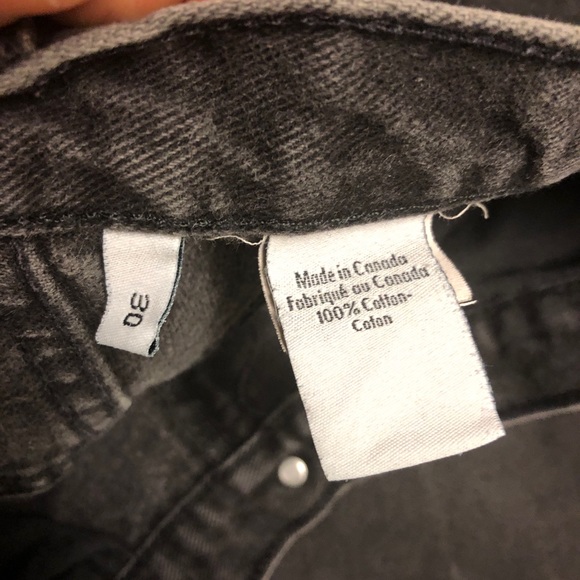 30
Made in Canada
Fabriqué au Canada
100% Cotton-
Coton